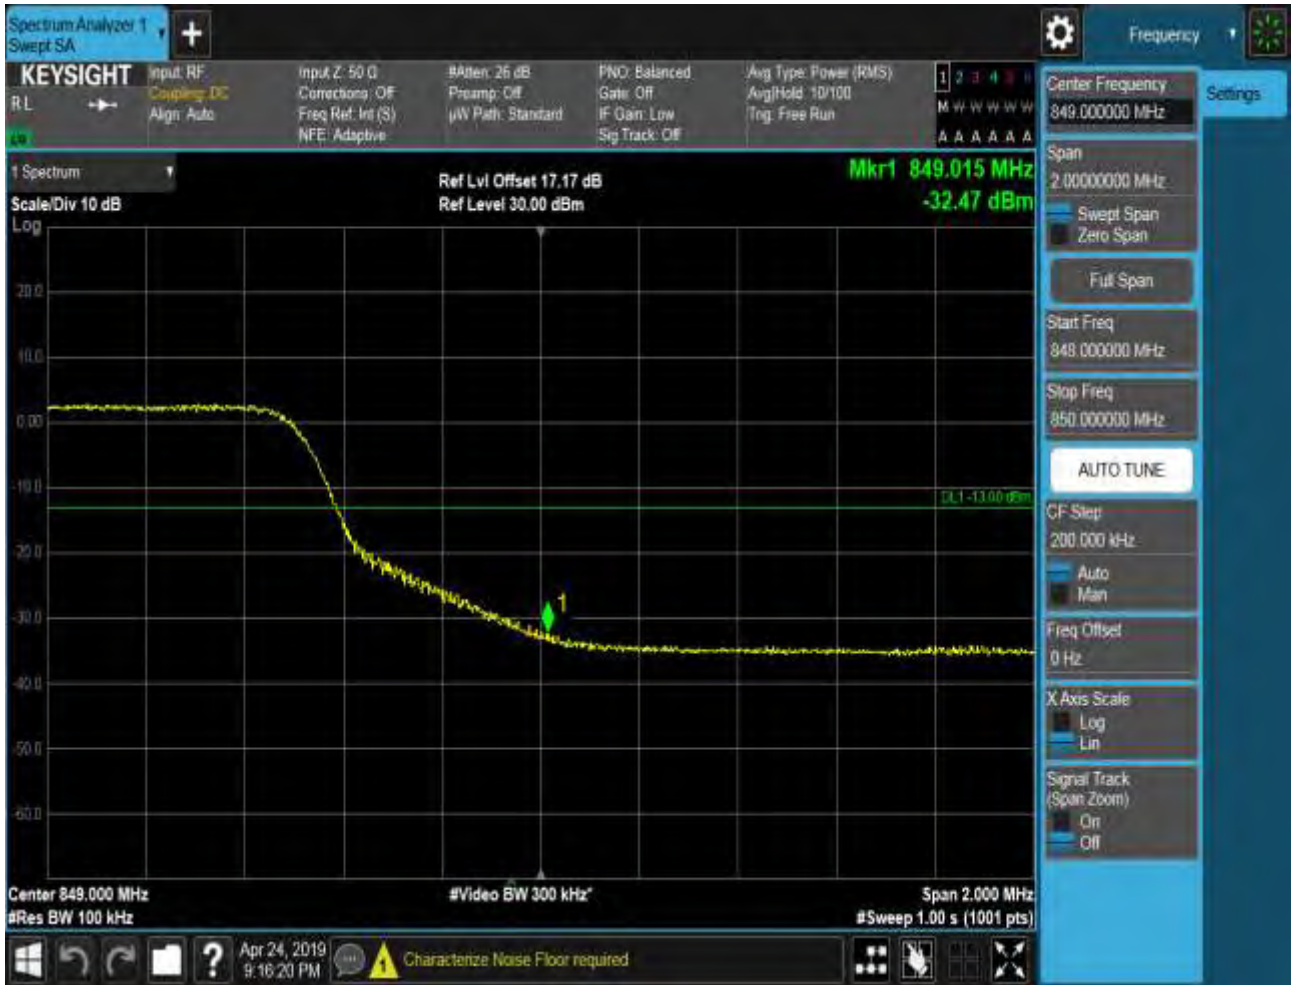 Spectrum Analyzer 1
Swept SA
+
Frequency
KEYSIGHT
RL
Input: RF
Coupling: DC
Align: Auto
Input Z: 50 Ω
Corrections: Off
Freq Ref: Int (S)
NFE: Adaptive
#Atten: 26 dB
Preamp: Off
µW Path: Standard
PNO: Balanced
Gate: Off
IF Gain: Low
Sig Track: Off
Avg Type: Power (RMS)
Avg|Hold: 10/100
Trig: Free Run
1 2 3 4 5 6
M W W W W W
A A A A A A
1 Spectrum
Scale/Div 10 dB
Log
Ref Lvl Offset 17.17 dB
Ref Level 30.00 dBm
Mkr1 849.015 MHz
-32.47 dBm
20.0
10.0
0.00
-10.0
-20.0
-30.0
-40.0
-50.0
-60.0
DL1 -13.00 dBm
1
Center 849.000 MHz
#Res BW 100 kHz
#Video BW 300 kHz*
Span 2.000 MHz
#Sweep 1.00 s (1001 pts)
Center Frequency
849.000000 MHz
Settings
Span
2.00000000 MHz
Swept Span
Zero Span
Full Span
Start Freq
848.000000 MHz
Stop Freq
850.000000 MHz
AUTO TUNE
CF Step
200.000 kHz
Auto
Man
Freq Offset
0 Hz
X Axis Scale
Log
Lin
Signal Track
(Span Zoom)
On
Off
?
Apr 24, 2019
9:16:20 PM
1
Characterize Noise Floor required